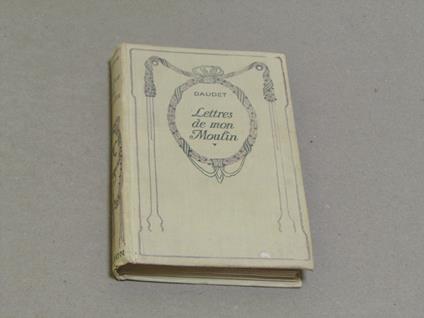 DAUDET
Lettres
de mon
Moulin